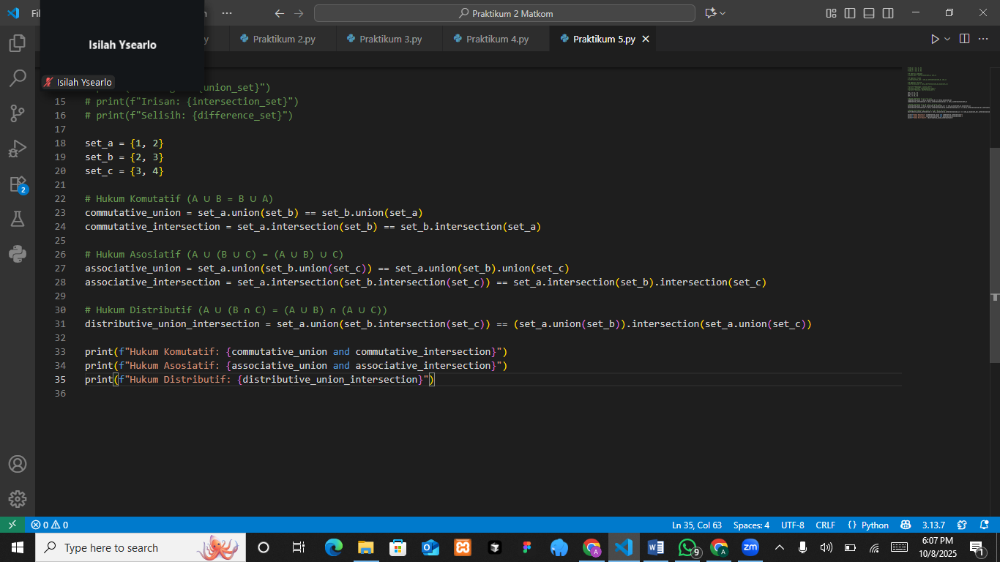 Praktikum 2 Matkom
Isilah Ysearlo
Isilah Ysearlo
Praktikum 2.py
Praktikum 3.py
Praktikum 4.py
Praktikum 5.py
{union_set}")
15 # print(f"Irisan: {intersection_set}")
16 # print(f"Selisih: {difference_set}")
17
18 set_a = {1, 2}
19 set_b = {2, 3}
20 set_c = {3, 4}
21
22 # Hukum Komutatif (A ∪ B = B ∪ A)
23 commutative_union = set_a.union(set_b) == set_b.union(set_a)
24 commutative_intersection = set_a.intersection(set_b) == set_b.intersection(set_a)
25
26 # Hukum Asosiatif (A ∪ (B ∪ C) = (A ∪ B) ∪ C)
27 associative_union = set_a.union(set_b.union(set_c)) == set_a.union(set_b).union(set_c)
28 associative_intersection = set_a.intersection(set_b.intersection(set_c)) == set_a.intersection(set_b).intersection(set_c)
29
30 # Hukum Distributif (A ∪ (B ∩ C) = (A ∪ B) ∩ (A ∪ C))
31 distributive_union_intersection = set_a.union(set_b.intersection(set_c)) == (set_a.union(set_b)).intersection(set_a.union(set_c))
32
33 print(f"Hukum Komutatif: {commutative_union and commutative_intersection}")
34 print(f"Hukum Asosiatif: {associative_union and associative_intersection}")
35 print(f"Hukum Distributif: {distributive_union_intersection}")
36
2
0 0 Ln 35, Col 63 Spaces: 4 UTF-8 CRLF {} Python 3.13.7
Type here to search
9
zm
6:07 PM
10/8/2025
1